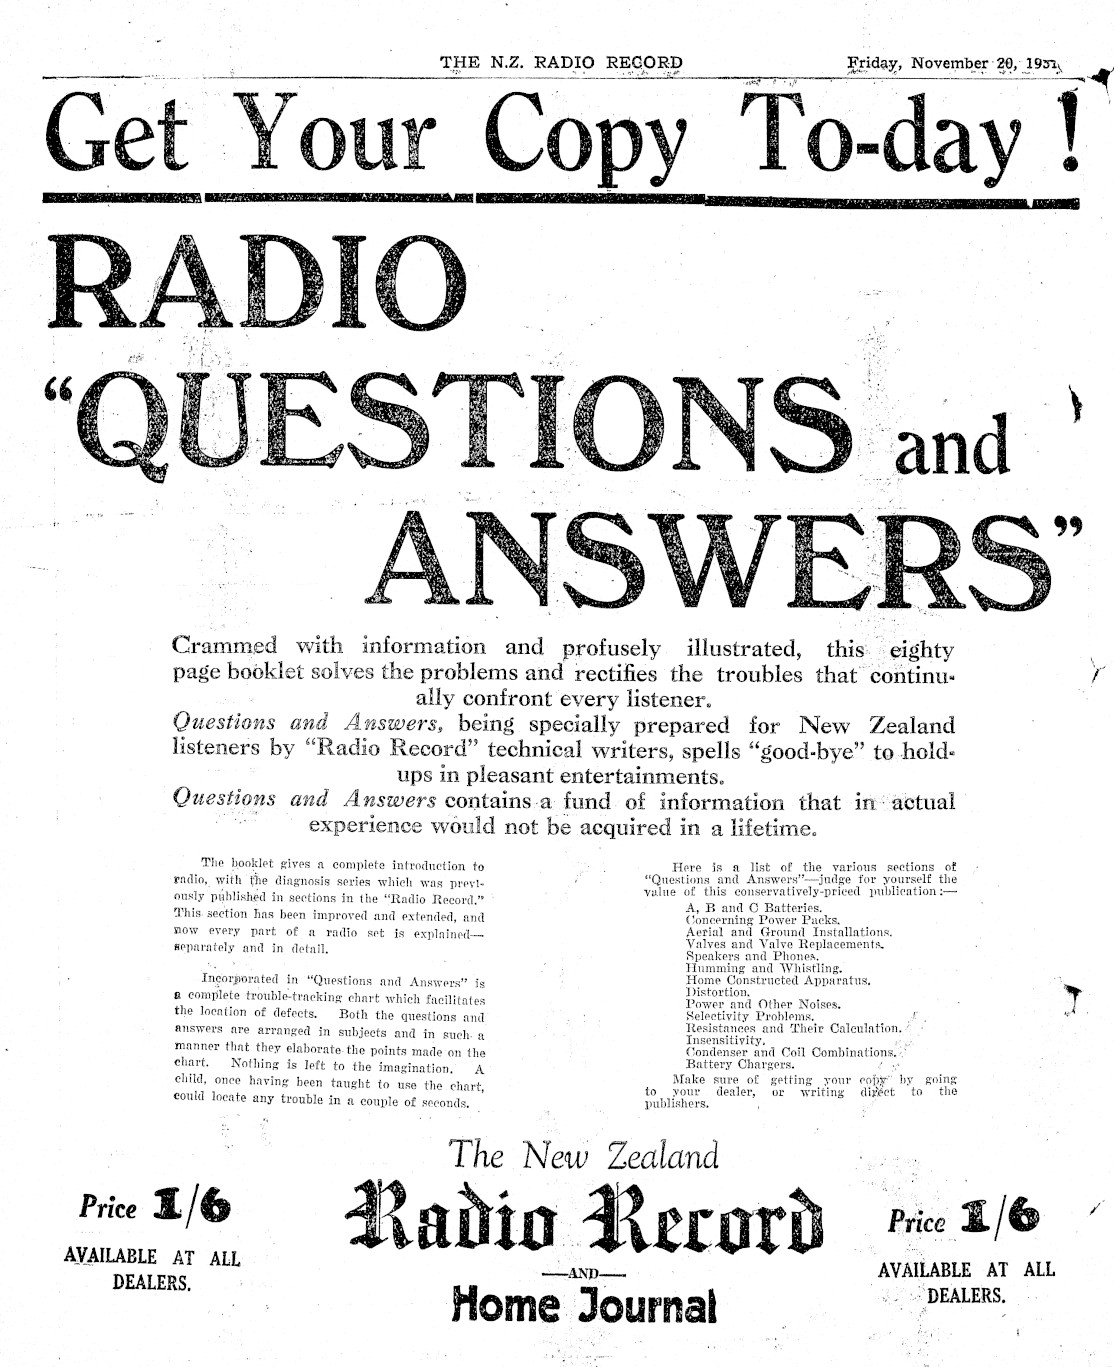 THE N.Z. RADIO RECORD
Friday, November 20, 1931.
Get Your Copy To-day !
RADIO
“QUESTIONS and
ANSWERS”
Crammed with information and profusely illustrated, this eighty
page booklet solves the problems and rectifies the troubles that continu-
ally confront every listener.
Questions and Answers, being specially prepared for New Zealand
listeners by “Radio Record” technical writers, spells “good-bye” to hold-
ups in pleasant entertainments.
Questions and Answers contains a fund of information that in actual
experience would not be acquired in a lifetime.
The booklet gives a complete introduction to
radio, with the diagnosis series which was previ-
ously published in sections in the “Radio Record.”
This section has been improved and extended, and
now every part of a radio set is explained—
separately and in detail.
Incorporated in “Questions and Answers” is
a complete trouble-tracking chart which facilitates
the location of defects. Both the questions and
answers are arranged in subjects and in such a
manner that they elaborate the points made on the
chart. Nothing is left to the imagination. A
child, once having been taught to use the chart,
could locate any trouble in a couple of seconds.
Here is a list of the various sections of
“Questions and Answers”—judge for yourself the
value of this conservatively-priced publication:—
A, B and C Batteries.
Concerning Power Packs.
Aerial and Ground Installations.
Valves and Valve Replacements.
Speakers and Phones.
Humming and Whistling.
Home Constructed Apparatus.
Distortion.
Power and Other Noises.
Selectivity Problems.
Resistances and Their Calculation.
Insensitivity.
Condenser and Coil Combinations.
Battery Chargers.
Make sure of getting your copy by going
to your dealer, or writing direct to the
publishers.
Price 1/6
AVAILABLE AT ALL
DEALERS.
The New Zealand
Radio Record
—AND—
Home Journal
Price 1/6
AVAILABLE AT ALL
DEALERS.